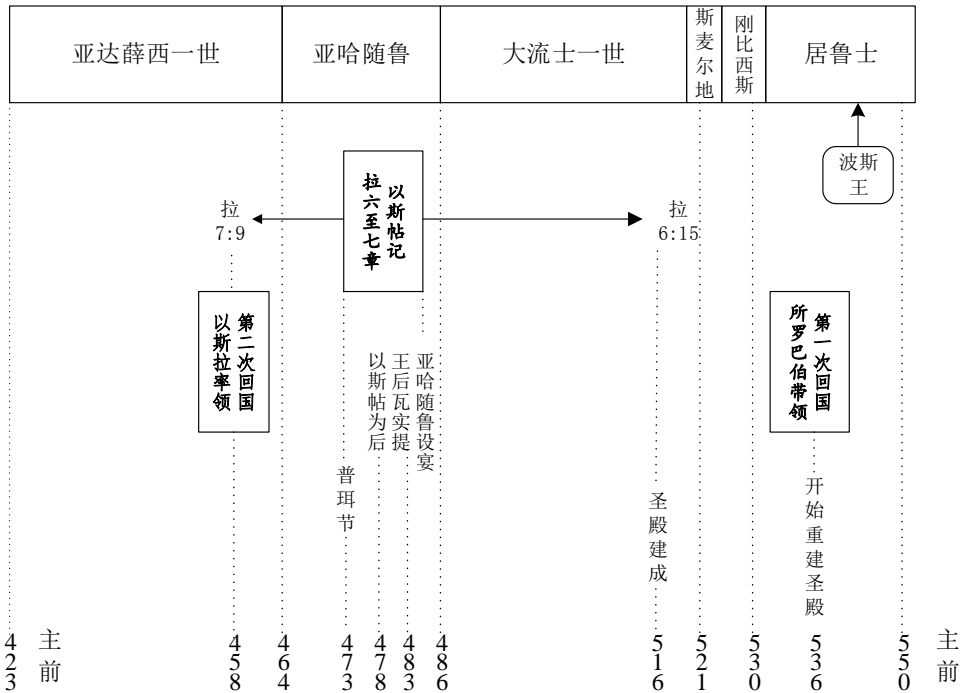 亚达薛西一世
亚哈随鲁
大流士一世
斯麦尔地
刚比西斯
居鲁士
波斯
王
以斯帖记
拉六至七章
拉
7:9
拉
6:15
第二次回国
以斯拉率领
第一次回国
所罗巴伯带领
亚哈随鲁设宴
王后瓦实提
以斯帖为后
普珥节
圣殿建成
开始重建圣殿
423
主前
458
464
473
478
483
486
516
521
530
536
550
主前